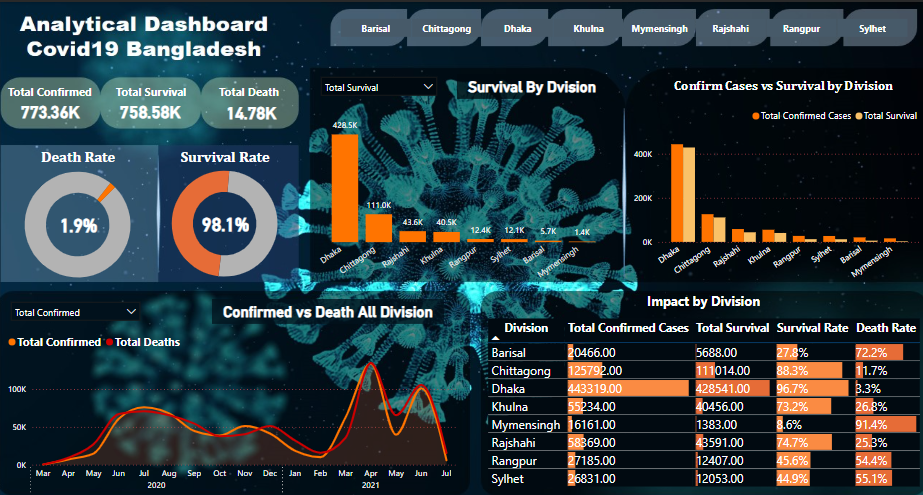 Analytical Dashboard
Covid19 Bangladesh
Barisal Chittagong Dhaka Khulna Mymensingh Rajshahi Rangpur Sylhet
Total Confirmed
773.36K
Total Survival
758.58K
Total Death
14.78K
Death Rate
1.9%
Survival Rate
98.1%
Total Survival
Survival By Dvision
428.5K
111.0K
43.6K
40.5K
12.4K
12.1K
5.7K
1.4K
Dhaka
Chittagong
Rajshahi
Khulna
Rangpur
Sylhet
Barisal
Mymensingh
Confirm Cases vs Survival by Division
Total Confirmed Cases Total Survival
400K
200K
0K
Dhaka
Chittagong
Rajshahi
Khulna
Rangpur
Sylhet
Barisal
Mymensingh
Total Confirmed
Confirmed vs Death All Division
Total Confirmed Total Deaths
100K
50K
0K
Mar Apr May Jun Jul Aug Sep Oct Nov Dec Jan Feb Mar Apr May Jun Jul
2020 2021
Impact by Division
Division Total Confirmed Cases Total Survival Survival Rate Death Rate
Barisal 20466.00 5688.00 27.8% 72.2%
Chittagong 125792.00 111014.00 88.3% 11.7%
Dhaka 443319.00 428541.00 96.7% 3.3%
Khulna 55234.00 40456.00 73.2% 26.8%
Mymensingh 16161.00 1383.00 8.6% 91.4%
Rajshahi 58369.00 43591.00 74.7% 25.3%
Rangpur 27185.00 12407.00 45.6% 54.4%
Sylhet 26831.00 12053.00 44.9% 55.1%